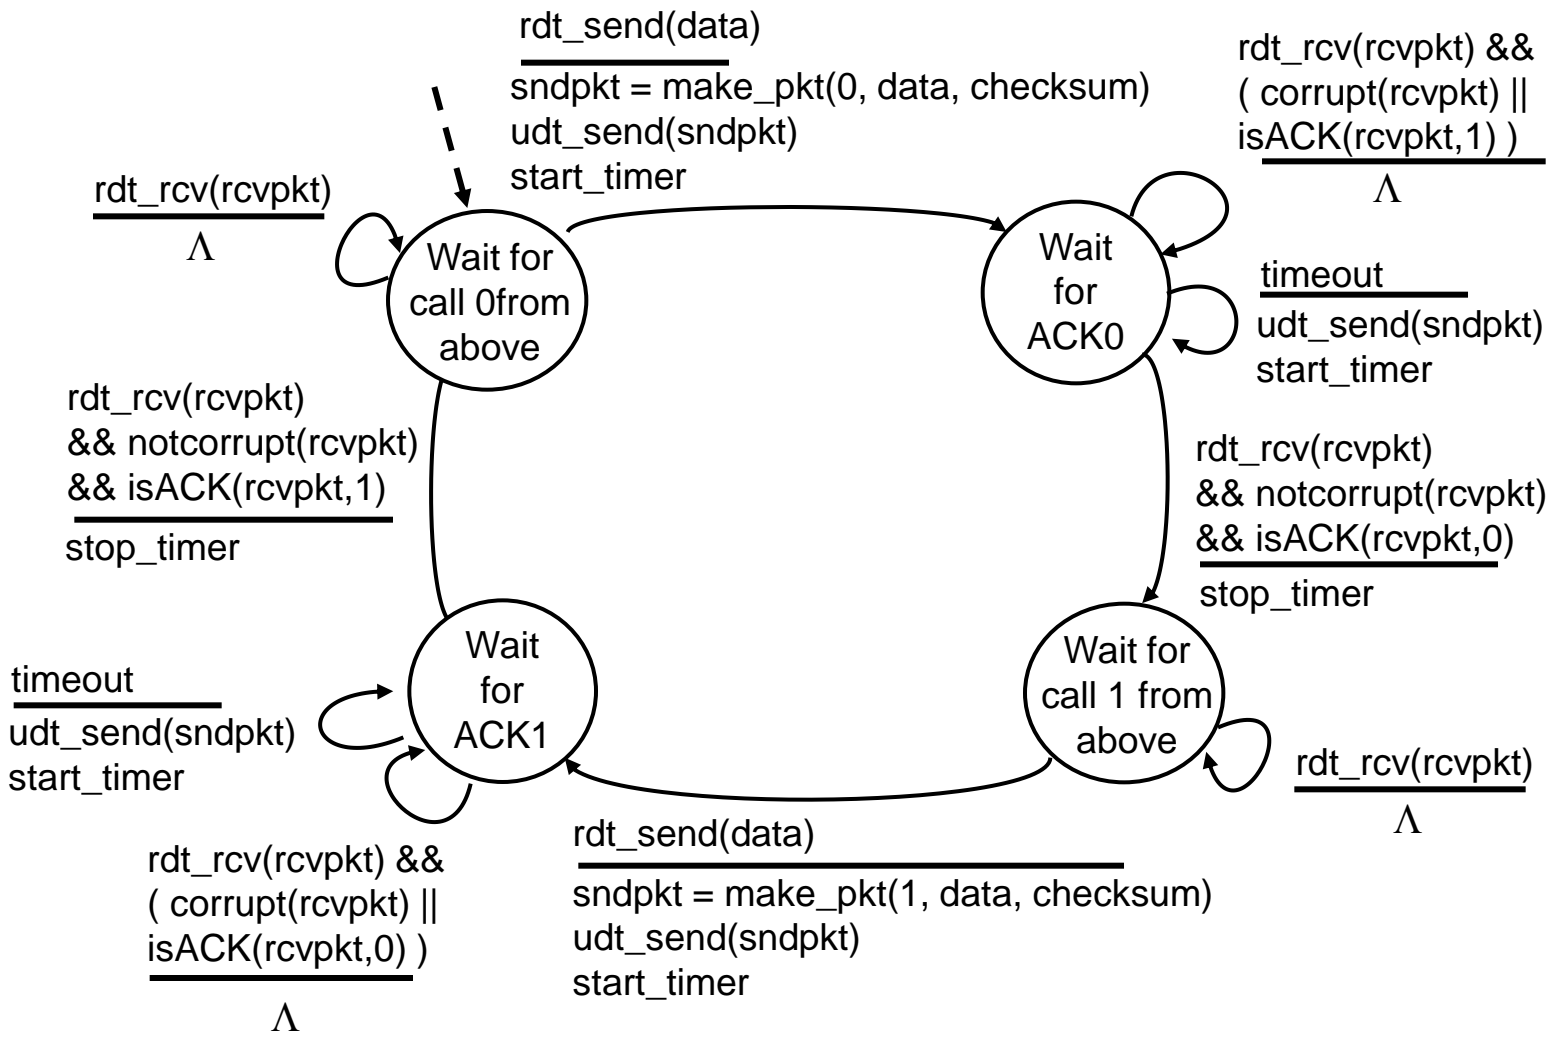 rdt_send(data)
sndpkt = make_pkt(0, data, checksum)
udt_send(sndpkt)
start_timer
rdt_rcv(rcvpkt) &&
( corrupt(rcvpkt) ||
isACK(rcvpkt,1) )
Λ
rdt_rcv(rcvpkt)
Λ
Wait for
call 0from
above
Wait
for
ACK0
timeout
udt_send(sndpkt)
start_timer
rdt_rcv(rcvpkt)
&& notcorrupt(rcvpkt)
&& isACK(rcvpkt,1)
stop_timer
rdt_rcv(rcvpkt)
&& notcorrupt(rcvpkt)
&& isACK(rcvpkt,0)
stop_timer
Wait
for
ACK1
Wait for
call 1 from
above
timeout
udt_send(sndpkt)
start_timer
rdt_rcv(rcvpkt)
Λ
rdt_rcv(rcvpkt) &&
( corrupt(rcvpkt) ||
isACK(rcvpkt,0) )
Λ
rdt_send(data)
sndpkt = make_pkt(1, data, checksum)
udt_send(sndpkt)
start_timer